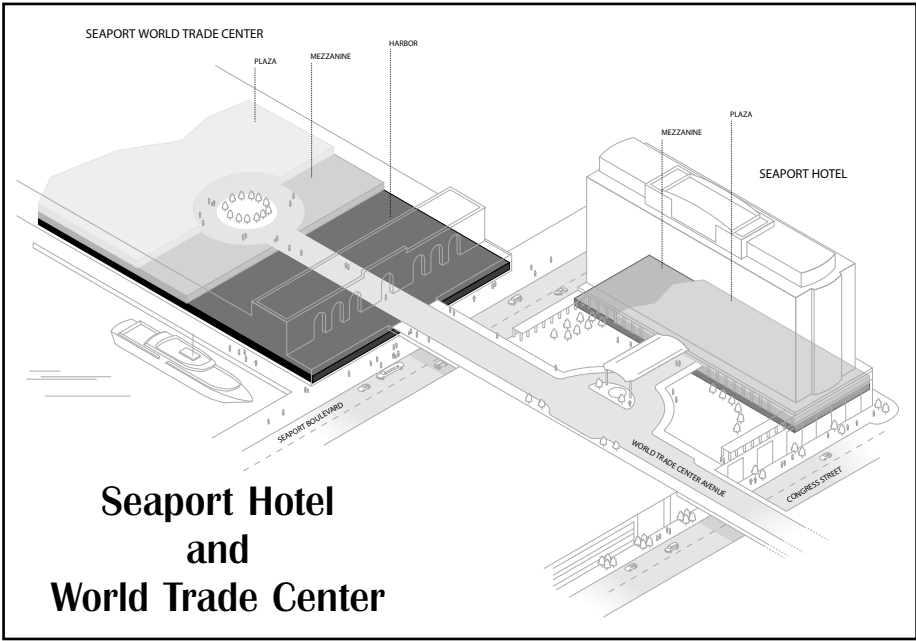 SEAPORT WORLD TRADE CENTER
PLAZA
MEZZANINE
HARBOR
MEZZANINE
PLAZA
SEAPORT HOTEL
SEAPORT BOULEVARD
WORLD TRADE CENTER AVENUE
CONGRESS STREET
Seaport Hotel
and
World Trade Center